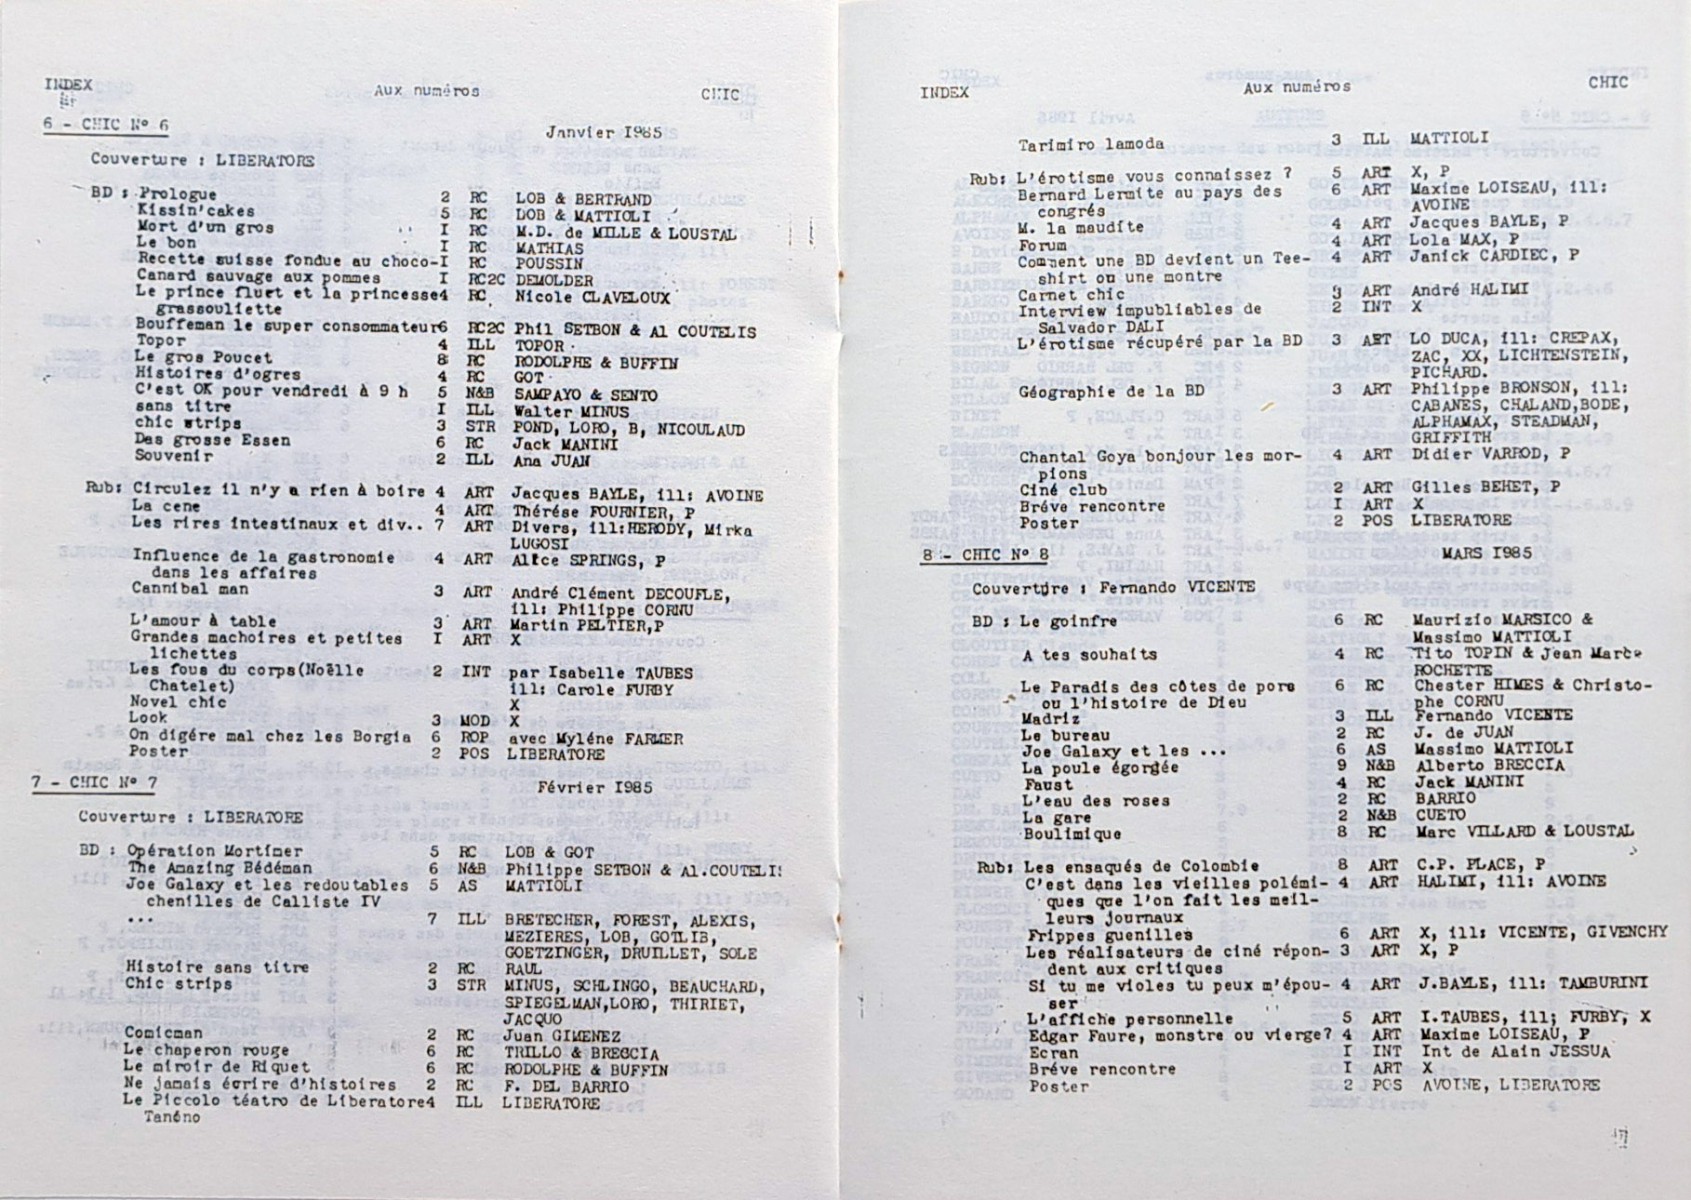 INDEX Aux numéros CHIC
6 - CHIC N° 6 Janvier I985
Couverture : LIBERATORE
BD : Prologue 2 RC LOB & BERTRAND
Kissin'cakes 5 RC DOB & MATTIOLI
Mort d'un gros I RC M.D. de MILLE & LOUSTAL
Le bon I RC MATHIAS
Recette suisse fondue au choco-I RC POUSSIN
Canard sauvage aux pommes I RC2C DEMOLDER
Le prince fluet et la princesse4 RC Nicole CLAVELOUX
grassouliette
Bouffeman le super consommateur6 RC2C Phil SETBON & Al COUTELIS
Topor 4 ILL TOPOR
Le gros Poucet 8 RC RODOLPHE & BUFFIN
Histoires d'ogres 4 RC GOT
C'est OK pour vendredi à 9 h 5 N&B SAMPAYO & SENTO
sans titre I ILL Walter MINUS
chic strips 3 STR POND, LORO, B, NICOULAUD
Das grosse Essen 6 RC Jack MANINI
Souvenir 2 ILL Ana JUAN
Rub: Circulez il n'y a rien à boire 4 ART Jacques BAYLE, ill: AVOINE
La cene 4 ART Thérése FOURNIER, P
Les rires intestinaux et div.. 7 ART Divers, ill:HERODY, Mirka
LUGOSI
Influence de la gastronomie 4 ART Alice SPRINGS, P
dans les affaires
Cannibal man 3 ART André Clément DECOUFLE,
ill: Philippe CORNU
L'amour à table 3 ART Martin PELTIER,P
Grandes machoires et petites I ART X
lichettes
Les fous du corps(Noëlle 2 INT par Isabelle TAUBES
Chatelet) ill: Carole FURBY
Novel chic X
Look 3 MOD X
On digére mal chez les Borgia 6 ROP avec Myléne FARMER
Poster 2 POS LIBERATORE
7 - CHIC N° 7 Février I985
Couverture : LIBERATORE
BD : Opération Mortimer 5 RC LOB & GOT
The Amazing Bédéman 6 N&B Philippe SETBON & Al.COUTELIS
Joe Galaxy et les redoutables 5 AS MATTIOLI
chenilles de Calliste IV
... 7 ILL BRETECHER, FOREST, ALEXIS,
MEZIERES, LOB, GOTLIB,
GOETZINGER, DRUILLET, SOLE
Histoire sans titre 2 RC RAUL
Chic strips 3 STR MINUS, SCHLINGO, BEAUCHARD,
SPIEGELMAN,LORO, THIRIET,
JACQUO
Comicman 2 RC Juan GIMENEZ
Le chaperon rouge 6 RC TRILLO & BRECCIA
Le miroir de Riquet 6 RC RODOLPHE & BUFFIN
Ne jamais écrire d'histoires 2 RC F. DEL BARRIO
Le Piccolo téatro de Liberatore4 ILL LIBERATORE
Tanéno
INDEX Aux numéros CHIC
Tarimiro lamoda 3 ILL MATTIOLI
Rub: L'érotisme vous connaissez ? 5 ART X, P
Bernard Lermite au pays des 6 ART Maxime LOISEAU, ill:
congrés AVOINE
M. la maudite 4 ART Jacques BAYLE, P
Forum 4 ART Lola MAX, P
Comment une BD devient un Tee- 4 ART Janick CARDIEC, P
shirt ou une montre
Carnet chic 9 ART André HALIMI
Interview impubliables de 2 INT X
Salvador DALI
L'érotisme récupéré par la BD 3 ART LO DUCA, ill: CREPAX,
ZAC, XX, LICHTENSTEIN,
PICHARD.
Géographie de la BD 3 ART Philippe BRONSON, ill:
CABANES, CHALAND,BODE,
ALPHAMAX, STEADMAN,
GRIFFITH
Chantal Goya bonjour les mor- 4 ART Didier VARROD, P
pions
Ciné club 2 ART Gilles BEHET, P
Bréve rencontre I ART X
Poster 2 POS LIBERATORE
8 - CHIC N° 8 MARS I985
Couverture : Fernando VICENTE
BD : Le goinfre 6 RC Maurizio MARSICO &
Massimo MATTIOLI
A tes souhaits 4 RC Tito TOPIN & Jean Marc
ROCHETTE
Le Paradis des côtes de porc 6 RC Chester HIMES & Christo-
ou l'histoire de Dieu phe CORNU
Madriz 3 ILL Fernando VICENTE
Le bureau 2 RC J. de JUAN
Joe Galaxy et les ... 6 AS Massimo MATTIOLI
La poule égorgée 9 N&B Alberto BRECCIA
Faust 4 RC Jack MANINI
L'eau des roses 2 RC BARRIO
La gare 2 N&B CUETO
Boulimique 8 RC Marc VILLARD & LOUSTAL
Rub: Les ensaqués de Colombie 8 ART C.P. PLACE, P
C'est dans les vieilles polémi- 4 ART HALIMI, ill: AVOINE
ques que l'on fait les meil-
leurs journaux
Frippes guenilles 6 ART X, ill: VICENTE, GIVENCHY
Les réalisateurs de ciné répon- 3 ART X, P
dent aux critiques
Si tu me violes tu peux m'épou- 4 ART J.BAYLE, ill: TAMBURINI
ser
L'affiche personnelle 5 ART I.TAUBES, ill; FURBY, X
Edgar Faure, monstre ou vierge? 4 ART Maxime LOISEAU, P
Ecran I INT Int de Alain JESSUA
Bréve rencontre I ART X
Poster 2 POS AVOINE, LIBERATORE